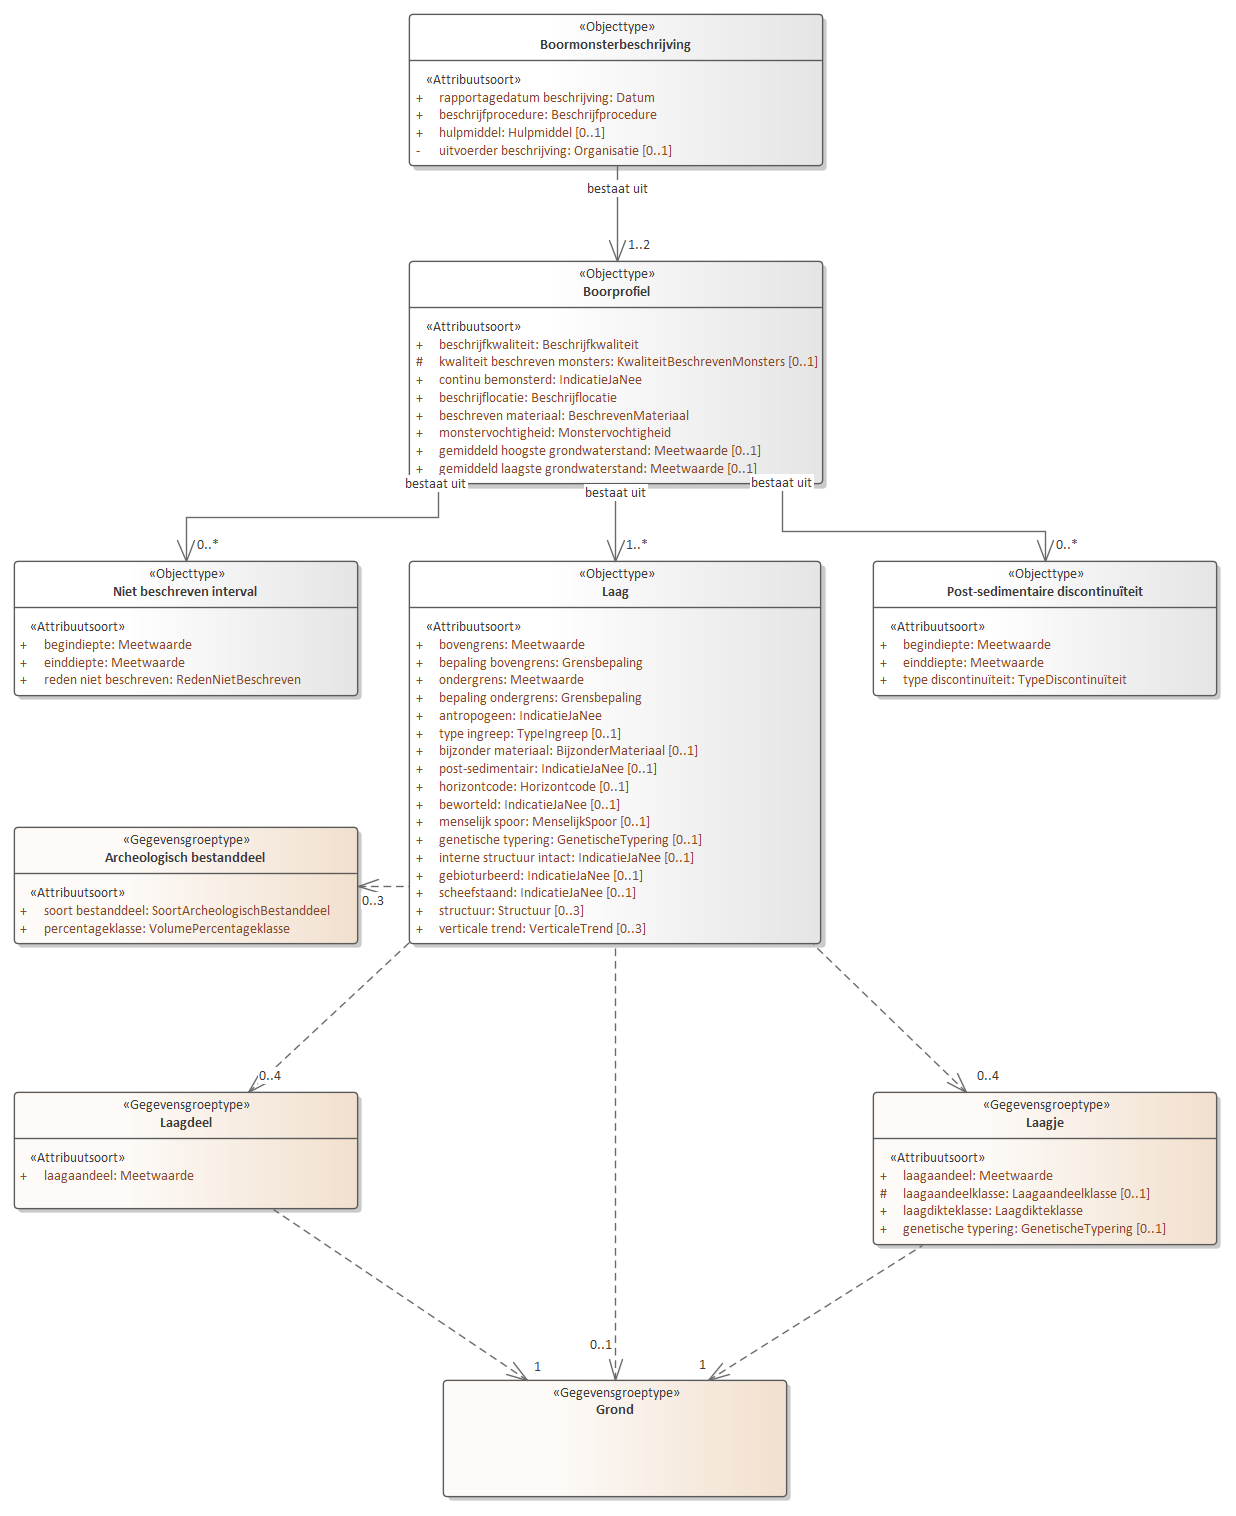 «Objecttype»
Boormonsterbeschrijving
«Attribuutsoort»
+ rapportagedatum beschrijving: Datum
+ beschrijfprocedure: Beschrijfprocedure
+ hulpmiddel: Hulpmiddel [0..1]
- uitvoerder beschrijving: Organisatie [0..1]
bestaat uit
1..2
«Objecttype»
Boorprofiel
«Attribuutsoort»
+ beschrijfkwaliteit: Beschrijfkwaliteit
# kwaliteit beschreven monsters: KwaliteitBeschrevenMonsters [0..1]
+ continu bemonsterd: IndicatieJaNee
+ beschrijflocatie: Beschrijflocatie
+ beschreven materiaal: BeschrevenMateriaal
+ monstervochtigheid: Monstervochtigheid
+ gemiddeld hoogste grondwaterstand: Meetwaarde [0..1]
+ gemiddeld laagste grondwaterstand: Meetwaarde [0..1]
bestaat uit
bestaat uit
bestaat uit
0..*
1..*
0..*
«Objecttype»
Niet beschreven interval
«Attribuutsoort»
+ begindiepte: Meetwaarde
+ einddiepte: Meetwaarde
+ reden niet beschreven: RedenNietBeschreven
«Objecttype»
Laag
«Attribuutsoort»
+ bovengrens: Meetwaarde
+ bepaling bovengrens: Grensbepaling
+ ondergrens: Meetwaarde
+ bepaling ondergrens: Grensbepaling
+ antropogeen: IndicatieJaNee
+ type ingreep: TypeIngreep [0..1]
+ bijzonder materiaal: BijzonderMateriaal [0..1]
+ post-sedimentair: IndicatieJaNee [0..1]
+ horizontcode: Horizontcode [0..1]
+ beworteld: IndicatieJaNee [0..1]
+ menselijk spoor: MenselijkSpoor [0..1]
+ genetische typering: GenetischeTypering [0..1]
+ interne structuur intact: IndicatieJaNee [0..1]
+ gebioturbeerd: IndicatieJaNee [0..1]
+ scheefstaand: IndicatieJaNee [0..1]
+ structuur: Structuur [0..3]
+ verticale trend: VerticaleTrend [0..3]
«Objecttype»
Post-sedimentaire discontinuïteit
«Attribuutsoort»
+ begindiepte: Meetwaarde
+ einddiepte: Meetwaarde
+ type discontinuïteit: TypeDiscontinuïteit
«Gegevensgroeptype»
Archeologisch bestanddeel
«Attribuutsoort»
+ soort bestanddeel: SoortArcheologischBestanddeel
+ percentageklasse: VolumePercentageklasse
0..3
0..4
0..4
«Gegevensgroeptype»
Laagdeel
«Attribuutsoort»
+ laagaandeel: Meetwaarde
«Gegevensgroeptype»
Laagje
«Attribuutsoort»
+ laagaandeel: Meetwaarde
# laagaandeelklasse: Laagaandeelklasse [0..1]
+ laagdikteklasse: Laagdikteklasse
+ genetische typering: GenetischeTypering [0..1]
1
0..1
1
«Gegevensgroeptype»
Grond